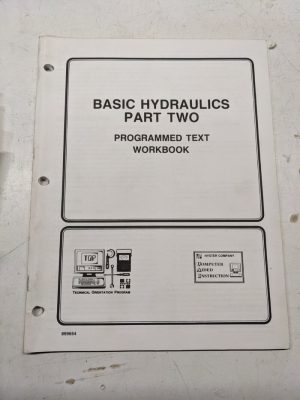 BASIC HYDRAULICS
PART TWO
PROGRAMMED TEXT
WORKBOOK
TOP
TECHNICAL ORIENTATION PROGRAM
HYSTER COMPANY
COMPUTER
AIDED
INSTRUCTION